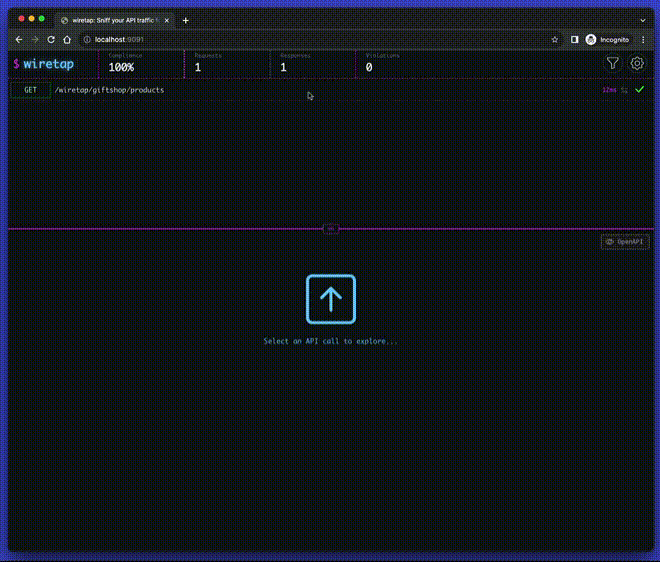 wiretap: Sniff your API traffic
localhost:9091
Incognito
$ wiretap
Compliance
100%
Requests
1
Responses
1
Violations
0
GET /wiretap/giftshop/products 12ms
OpenAPI
Select an API call to explore...